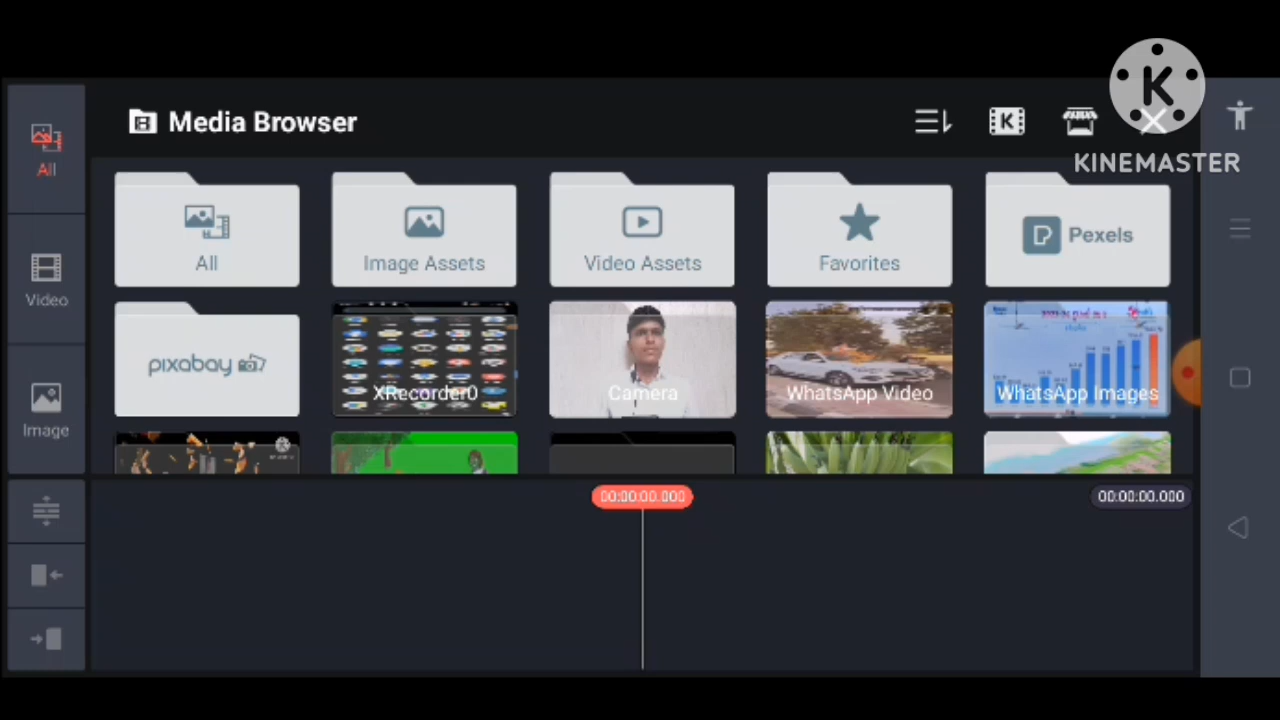 Media Browser
KINEMASTER
All
Video
Image
All
Image Assets
Video Assets
Favorites
Pexels
pixabay
XRecorder0
Camera
WhatsApp Video
WhatsApp Images
00:00:00.000
00:00:00.000